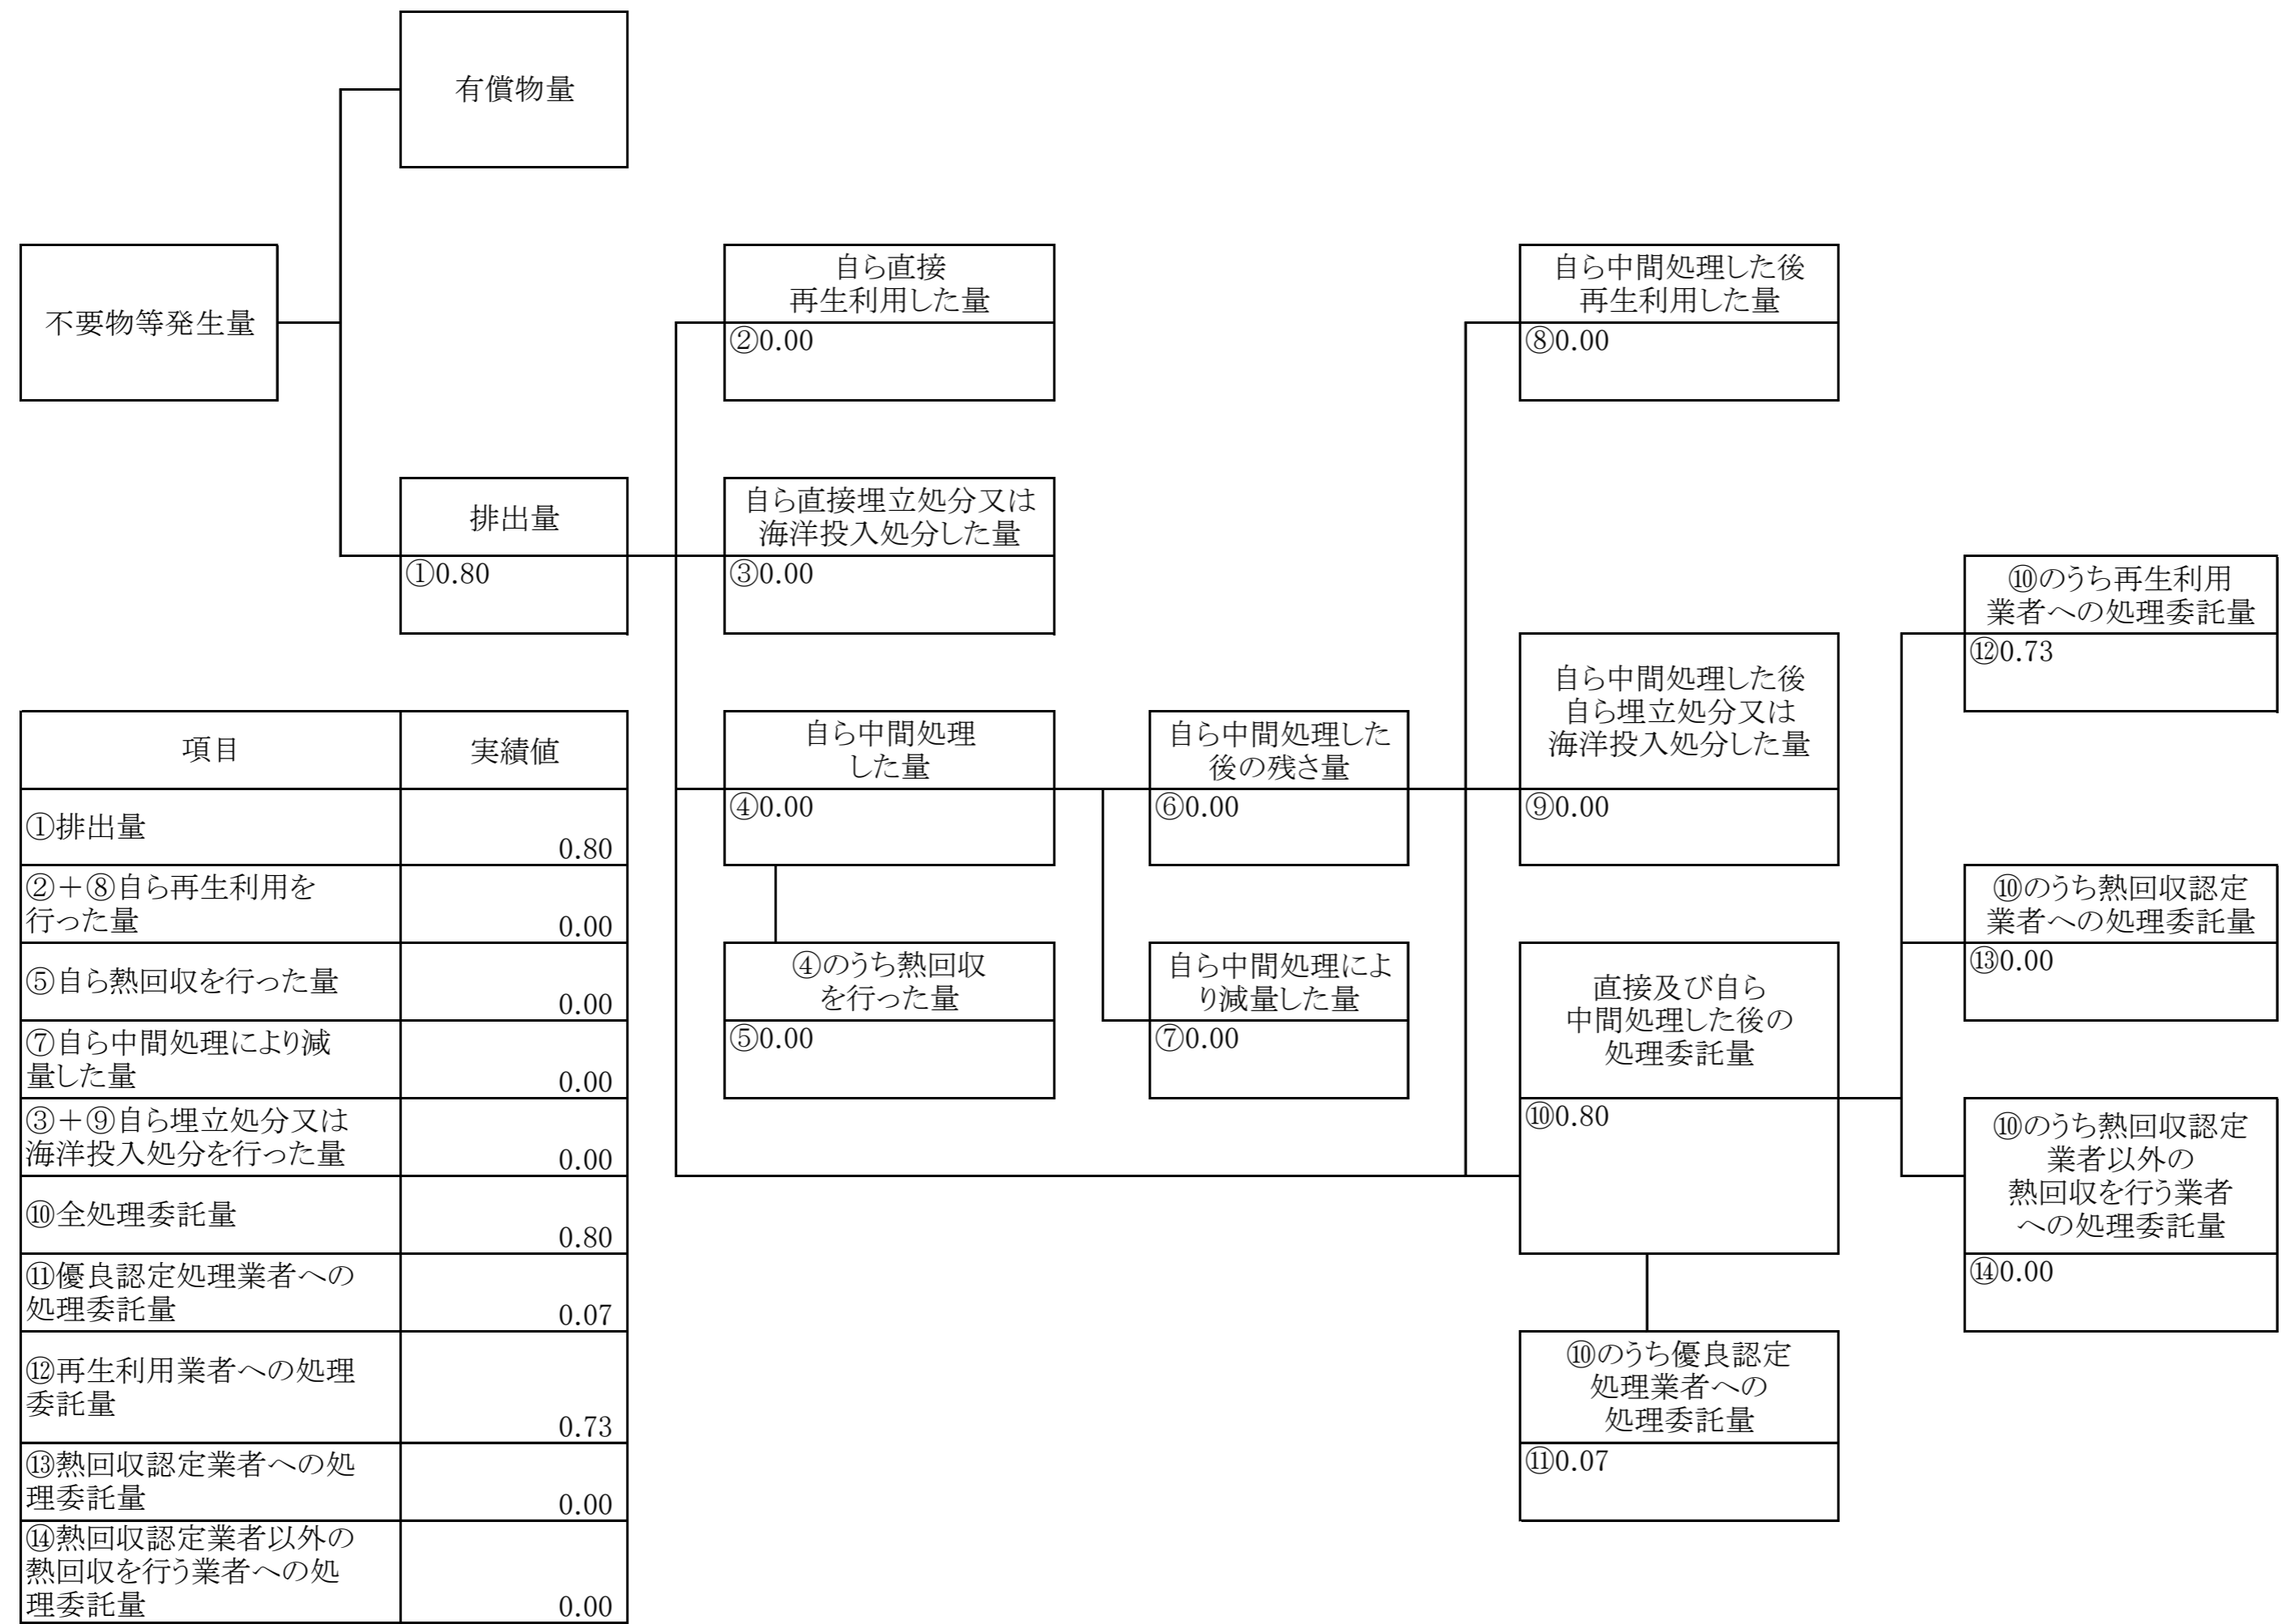 有償物量
不要物等発生量
自ら直接
再生利用した量
②0.00
自ら中間処理した後
再生利用した量
⑧0.00
排出量
①0.80
自ら直接埋立処分又は
海洋投入処分した量
③0.00
⑩のうち再生利用
業者への処理委託量
⑫0.73
自ら中間処理
した量
④0.00
自ら中間処理した
後の残さ量
⑥0.00
自ら中間処理した後
自ら埋立処分又は
海洋投入処分した量
⑨0.00
⑩のうち熱回収認定
業者への処理委託量
⑬0.00
④のうち熱回収
を行った量
⑤0.00
自ら中間処理によ
り減量した量
⑦0.00
直接及び自ら
中間処理した後の
処理委託量
⑩0.80
⑩のうち熱回収認定
業者以外の
熱回収を行う業者
への処理委託量
⑭0.00
⑩のうち優良認定
処理業者への
処理委託量
⑪0.07
項目 実績値
①排出量
0.80
②＋⑧自ら再生利用を
行った量
0.00
⑤自ら熱回収を行った量
0.00
⑦自ら中間処理により減
量した量
0.00
③＋⑨自ら埋立処分又は
海洋投入処分を行った量
0.00
⑩全処理委託量
0.80
⑪優良認定処理業者への
処理委託量
0.07
⑫再生利用業者への処理
委託量
0.73
⑬熱回収認定業者への処
理委託量
0.00
⑭熱回収認定業者以外の
熱回収を行う業者への処
理委託量
0.00